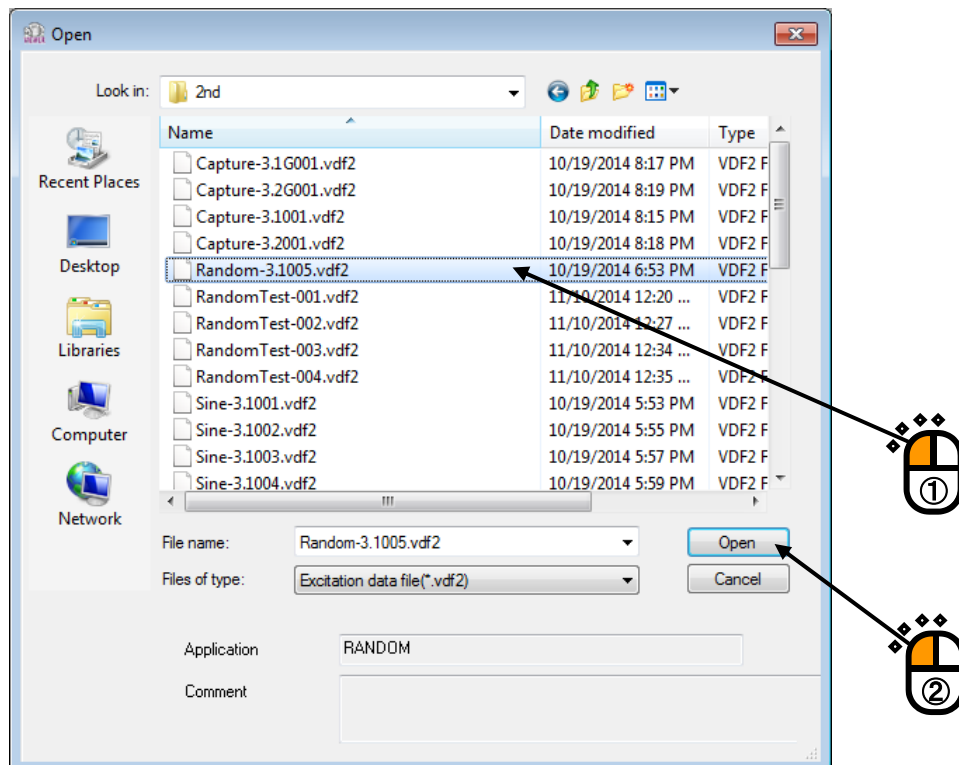 Open
Look in: 2nd
Name Date modified Type
Capture-3.1G001.vdf2 10/19/2014 8:17 PM VDF2 F
Capture-3.2G001.vdf2 10/19/2014 8:19 PM VDF2 F
Capture-3.1001.vdf2 10/19/2014 8:15 PM VDF2 F
Capture-3.2001.vdf2 10/19/2014 8:18 PM VDF2 F
Random-3.1005.vdf2 10/19/2014 6:53 PM VDF2 F
RandomTest-001.vdf2 11/10/2014 12:20 ... VDF2 F
RandomTest-002.vdf2 11/10/2014 12:27 ... VDF2 F
RandomTest-003.vdf2 11/10/2014 12:34 ... VDF2 F
RandomTest-004.vdf2 11/10/2014 12:35 ... VDF2 F
Sine-3.1001.vdf2 10/19/2014 5:53 PM VDF2 F
Sine-3.1002.vdf2 10/19/2014 5:55 PM VDF2 F
Sine-3.1003.vdf2 10/19/2014 5:57 PM VDF2 F
Sine-3.1004.vdf2 10/19/2014 5:59 PM VDF2 F
Recent Places
Desktop
Libraries
Computer
Network
File name: Random-3.1005.vdf2 Open
Files of type: Excitation data file(*.vdf2) Cancel
Application RANDOM
Comment
①
②